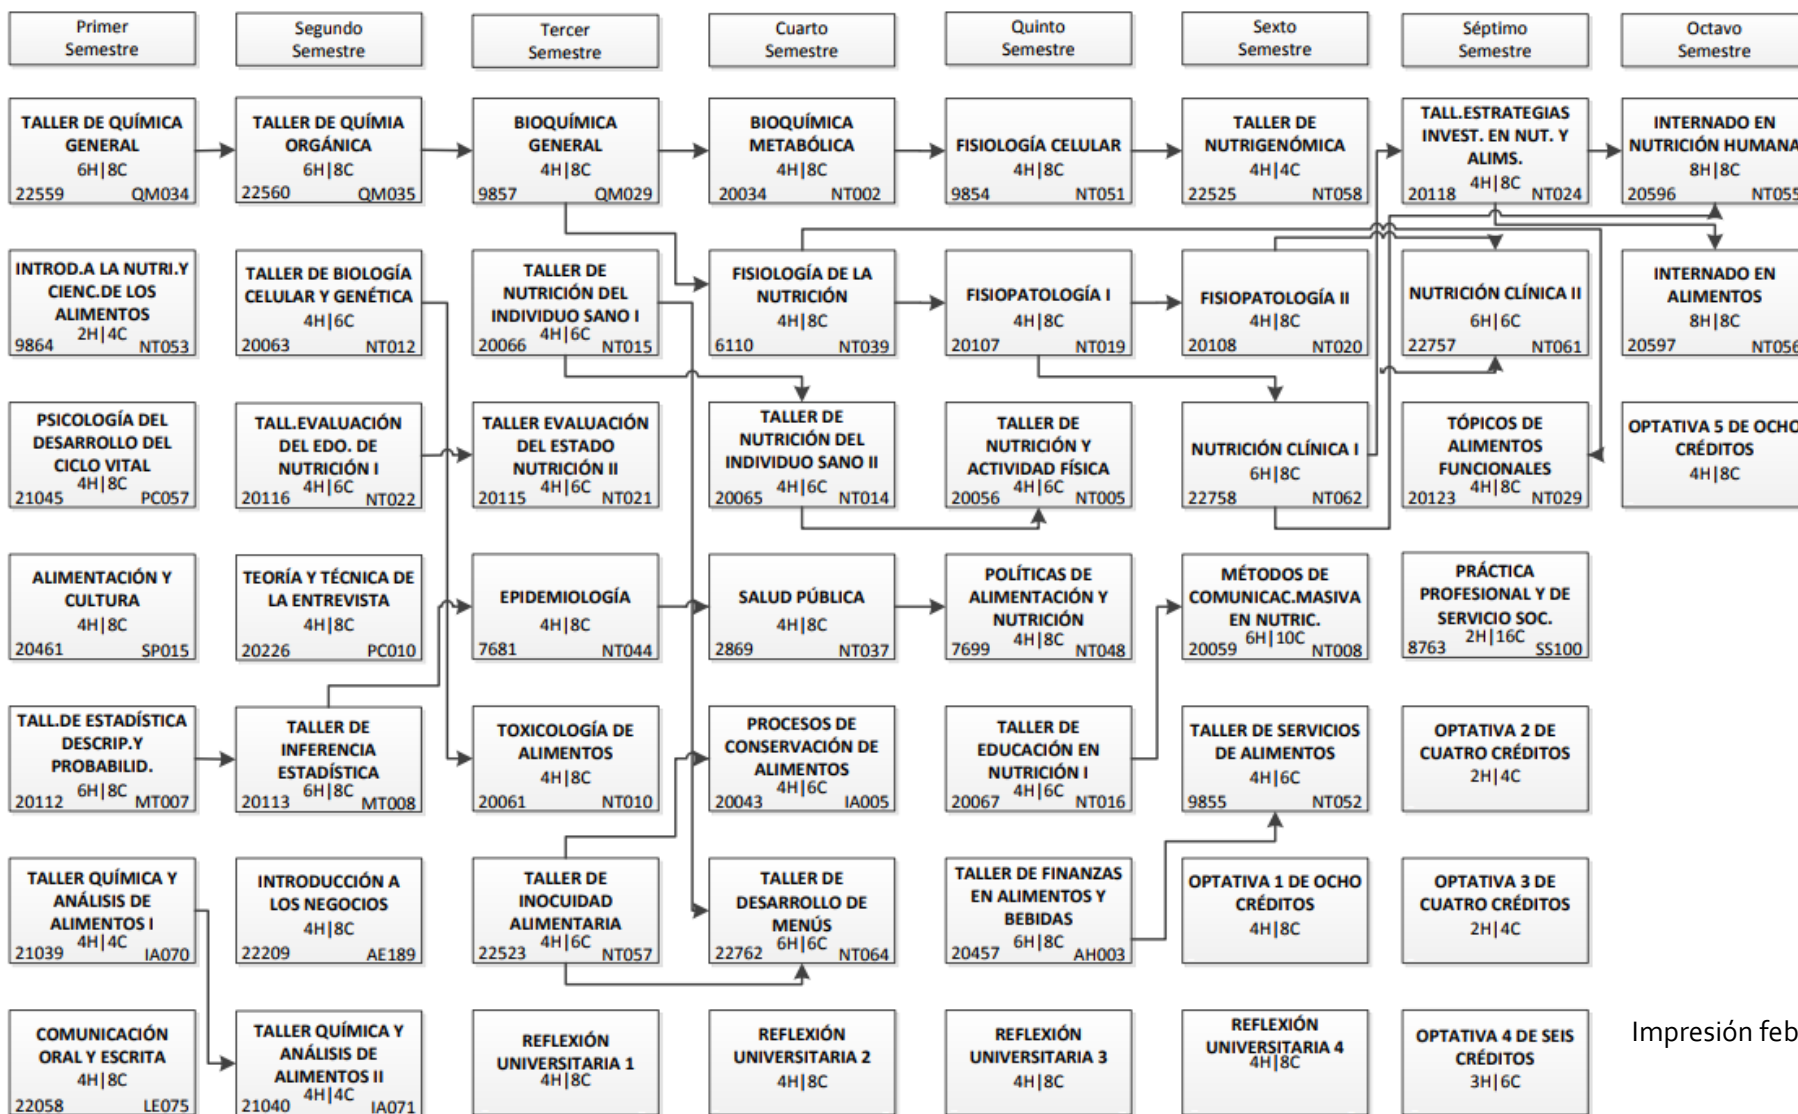 Primer
Semestre
Segundo
Semestre
Tercer
Semestre
Cuarto
Semestre
Quinto
Semestre
Sexto
Semestre
Séptimo
Semestre
Octavo
Semestre
TALLER DE QUÍMICA
GENERAL
6H|8C
22559 QM034
TALLER DE QUÍMIA
ORGÁNICA
6H|8C
22560 QM035
BIOQUÍMICA
GENERAL
4H|8C
9857 QM029
BIOQUÍMICA
METABÓLICA
4H|8C
20034 NT002
FISIOLOGÍA CELULAR
4H|8C
9854 NT051
TALLER DE
NUTRIGENÓMICA
4H|4C
22525 NT058
TALL.ESTRATEGIAS
INVEST. EN NUT. Y
ALIMS.
4H|8C
20118 NT024
INTERNADO EN
NUTRICIÓN HUMANA
8H|8C
20596 NT055
INTROD.A LA NUTRI.Y
CIENC.DE LOS
ALIMENTOS
2H|4C
9864 NT053
TALLER DE BIOLOGÍA
CELULAR Y GENÉTICA
4H|6C
20063 NT012
TALLER DE
NUTRICIÓN DEL
INDIVIDUO SANO I
4H|6C
20066 NT015
FISIOLOGÍA DE LA
NUTRICIÓN
4H|8C
6110 NT039
FISIOPATOLOGÍA I
4H|8C
20107 NT019
FISIOPATOLOGÍA II
4H|8C
20108 NT020
NUTRICIÓN CLÍNICA II
6H|6C
22757 NT061
INTERNADO EN
ALIMENTOS
8H|8C
20597 NT056
PSICOLOGÍA DEL
DESARROLLO DEL
CICLO VITAL
4H|8C
21045 PC057
TALL.EVALUACIÓN
DEL EDO. DE
NUTRICIÓN I
4H|6C
20116 NT022
TALLER EVALUACIÓN
DEL ESTADO
NUTRICIÓN II
4H|6C
20115 NT021
TALLER DE
NUTRICIÓN DEL
INDIVIDUO SANO II
4H|6C
20065 NT014
TALLER DE
NUTRICIÓN Y
ACTIVIDAD FÍSICA
4H|6C
20056 NT005
NUTRICIÓN CLÍNICA I
6H|8C
22758 NT062
TÓPICOS DE
ALIMENTOS
FUNCIONALES
4H|8C
20123 NT029
OPTATIVA 5 DE OCHO
CRÉDITOS
4H|8C
ALIMENTACIÓN Y
CULTURA
4H|8C
20461 SP015
TEORÍA Y TÉCNICA DE
LA ENTREVISTA
4H|8C
20226 PC010
EPIDEMIOLOGÍA
4H|8C
7681 NT044
SALUD PÚBLICA
4H|8C
2869 NT037
POLÍTICAS DE
ALIMENTACIÓN Y
NUTRICIÓN
4H|8C
7699 NT048
MÉTODOS DE
COMUNICAC.MASIVA
EN NUTRIC.
6H|10C
20059 NT008
PRÁCTICA
PROFESIONAL Y DE
SERVICIO SOC.
2H|16C
8763 SS100
TALL.DE ESTADÍSTICA
DESCRIP.Y
PROBABILID.
6H|8C
20112 MT007
TALLER DE
INFERENCIA
ESTADÍSTICA
6H|8C
20113 MT008
TOXICOLOGÍA DE
ALIMENTOS
4H|8C
20061 NT010
PROCESOS DE
CONSERVACIÓN DE
ALIMENTOS
4H|6C
20043 IA005
TALLER DE
EDUCACIÓN EN
NUTRICIÓN I
4H|6C
20067 NT016
TALLER DE SERVICIOS
DE ALIMENTOS
4H|6C
9855 NT052
OPTATIVA 2 DE
CUATRO CRÉDITOS
2H|4C
TALLER QUÍMICA Y
ANÁLISIS DE
ALIMENTOS I
4H|4C
21039 IA070
INTRODUCCIÓN A
LOS NEGOCIOS
4H|8C
22209 AE189
TALLER DE
INOCUIDAD
ALIMENTARIA
4H|6C
22523 NT057
TALLER DE
DESARROLLO DE
MENÚS
6H|6C
22762 NT064
TALLER DE FINANZAS
EN ALIMENTOS Y
BEBIDAS
6H|8C
20457 AH003
OPTATIVA 1 DE OCHO
CRÉDITOS
4H|8C
OPTATIVA 3 DE
CUATRO CRÉDITOS
2H|4C
COMUNICACIÓN
ORAL Y ESCRITA
4H|8C
22058 LE075
TALLER QUÍMICA Y
ANÁLISIS DE
ALIMENTOS II
4H|4C
21040 IA071
REFLEXIÓN
UNIVERSITARIA 1
4H|8C
REFLEXIÓN
UNIVERSITARIA 2
4H|8C
REFLEXIÓN
UNIVERSITARIA 3
4H|8C
REFLEXIÓN
UNIVERSITARIA 4
4H|8C
OPTATIVA 4 DE SEIS
CRÉDITOS
3H|6C
Impresión feb